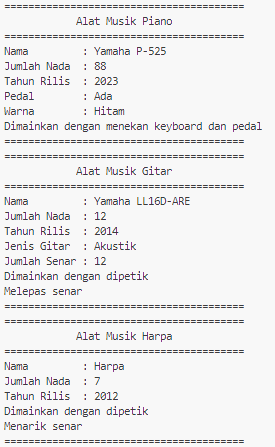 ========================================
Alat Musik Piano
========================================
Nama         : Yamaha P-525
Jumlah Nada  : 88
Tahun Rilis  : 2023
Pedal        : Ada
Warna        : Hitam
Dimainkan dengan menekan keyboard dan pedal
========================================
========================================
Alat Musik Gitar
========================================
Nama         : Yamaha LL16D-ARE
Jumlah Nada  : 12
Tahun Rilis  : 2014
Jenis Gitar  : Akustik
Jumlah Senar : 12
Dimainkan dengan dipetik
Melepas senar
========================================
========================================
Alat Musik Harpa
========================================
Nama         : Harpa
Jumlah Nada  : 7
Tahun Rilis  : 2012
Dimainkan dengan dipetik
Menarik senar
========================================